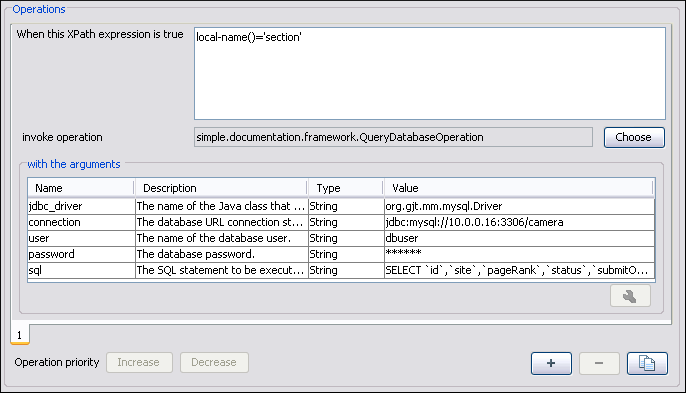 Operations
When this XPath expression is true
local-name()='section'
invoke operation
simple.documentation.framework.QueryDatabaseOperation
Choose
with the arguments
Name Description Type Value
jdbc_driver The name of the Java class that ... String org.gjt.mm.mysql.Driver
connection The database URL connection st... String jdbc:mysql://10.0.0.16:3306/camera
user The name of the database user. String dbuser
password The database password. String ******
sql The SQL statement to be execut... String SELECT `id`,`site`,`pageRank`,`status`,`submitO...
1
Operation priority Increase Decrease + −